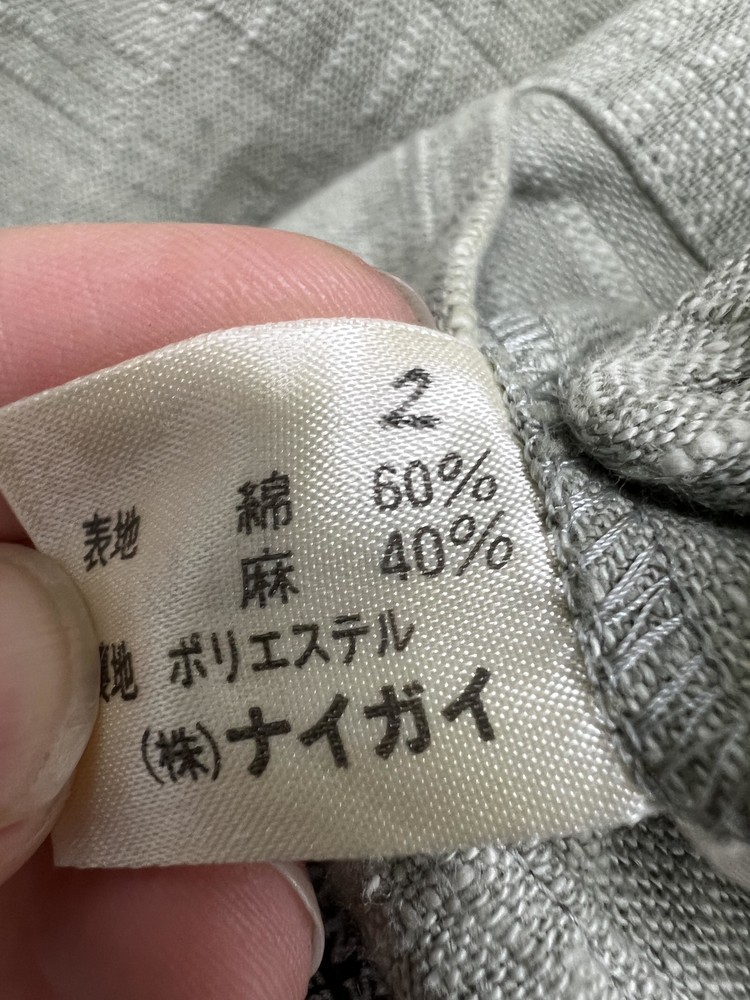 2
表地 綿 60%
麻 40%
裏地 ポリエステル
(株)ナイガイ